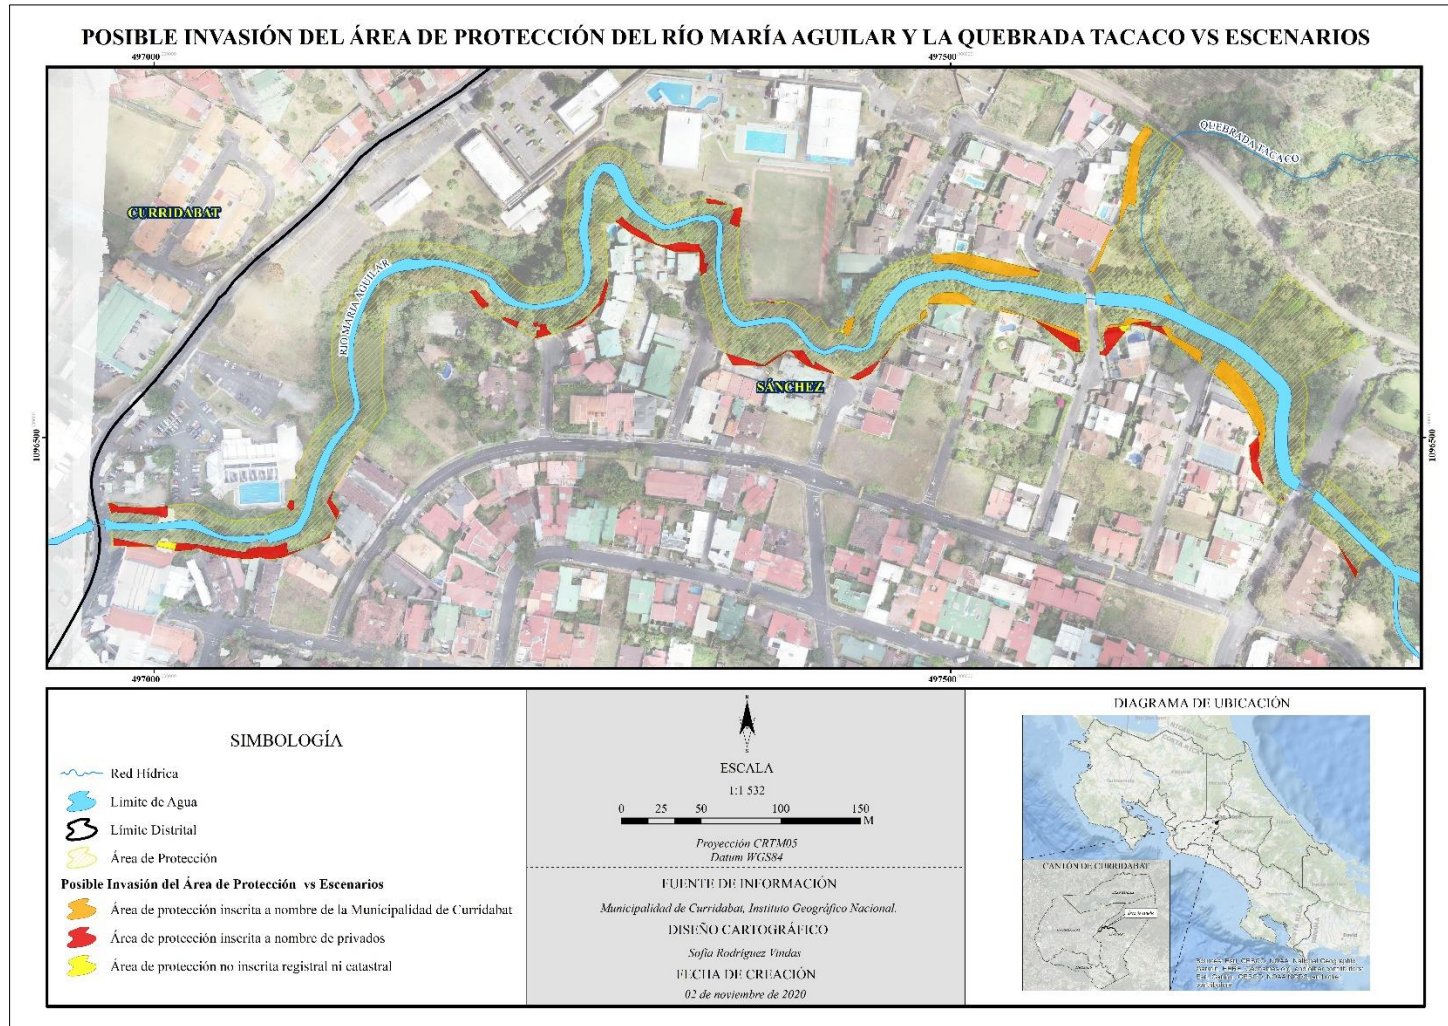 POSIBLE INVASIÓN DEL ÁREA DE PROTECCIÓN DEL RÍO MARÍA AGUILAR Y LA QUEBRADA TACACO VS ESCENARIOS
497000
497500
QUEBRADA TACACO
CURRIDABAT
RÍO MARÍA AGUILAR
SÁNCHEZ
1096500
1096500
497000
497500
SIMBOLOGÍA
Red Hídrica
Limite de Agua
Límite Distrital
Área de Protección
Posible Invasión del Área de Protección vs Escenarios
Área de protección inscrita a nombre de la Municipalidad de Curridabat
Área de protección inscrita a nombre de privados
Área de protección no inscrita registral ni catastral
ESCALA
1:1 532
0 25 50 100 150
M
Proyección CRTM05
Datum WGS84
FUENTE DE INFORMACIÓN
Municipalidad de Curridabat, Instituto Geográfico Nacional.
DISEÑO CARTOGRÁFICO
Sofía Rodríguez Vindas
FECHA DE CREACIÓN
02 de noviembre de 2020
DIAGRAMA DE UBICACIÓN
NICARAGUA
COSTA RICA
CANTÓN DE CURRIDABAT
David